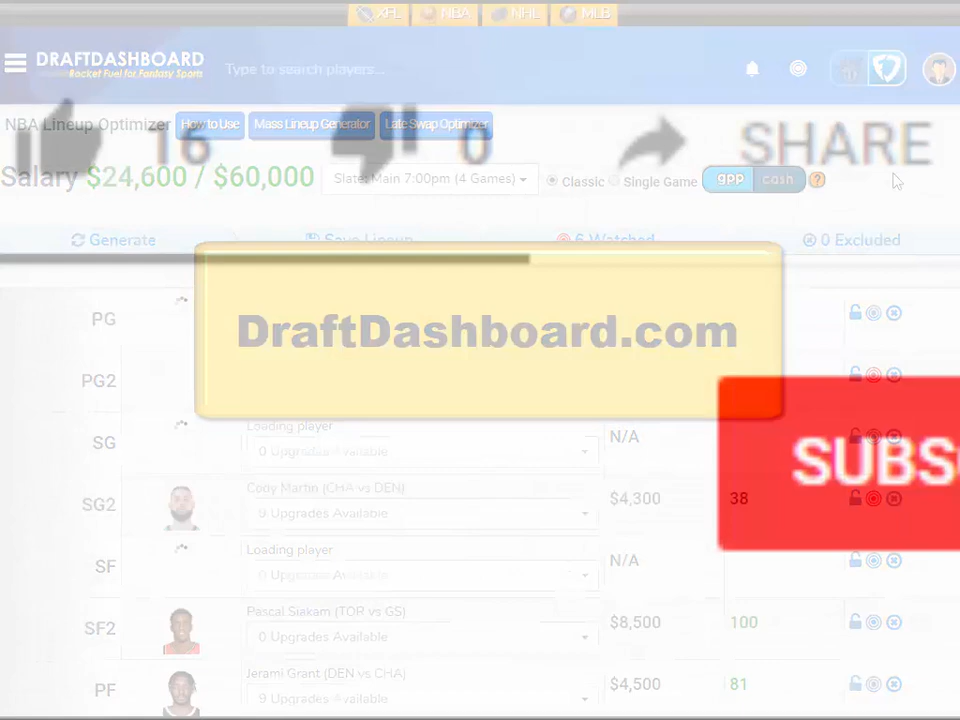 XFL NBA NHL MLB
DRAFTDASHBOARD
Rocket Fuel for Fantasy Sports
Type to search players...
NBA Lineup Optimizer How to Use Mass Lineup Generator Late Swap Optimizer
16 0 SHARE
Salary $24,600 / $60,000 Slate: Main 7:00pm (4 Games) Classic Single Game gpp cash ?
Generate Save Lineup 6 Watched 0 Excluded
DraftDashboard.com
PG
PG2
SG Loading player N/A
0 Upgrades Available
SUBSC
SG2 Cody Martin (CHA vs DEN) $4,300 38
9 Upgrades Available
SF Loading player N/A
0 Upgrades Available
SF2 Pascal Siakam (TOR vs GS) $8,500 100
0 Upgrades Available
PF Jerami Grant (DEN vs CHA) $4,500 81
9 Upgrades Available